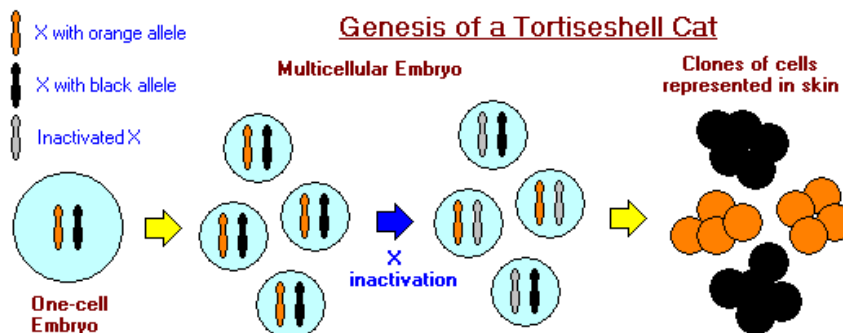 Genesis of a Tortiseshell Cat
X with orange allele
X with black allele
Inactivated X
Multicellular Embryo
Clones of cells
represented in skin
X
inactivation
One-cell
Embryo